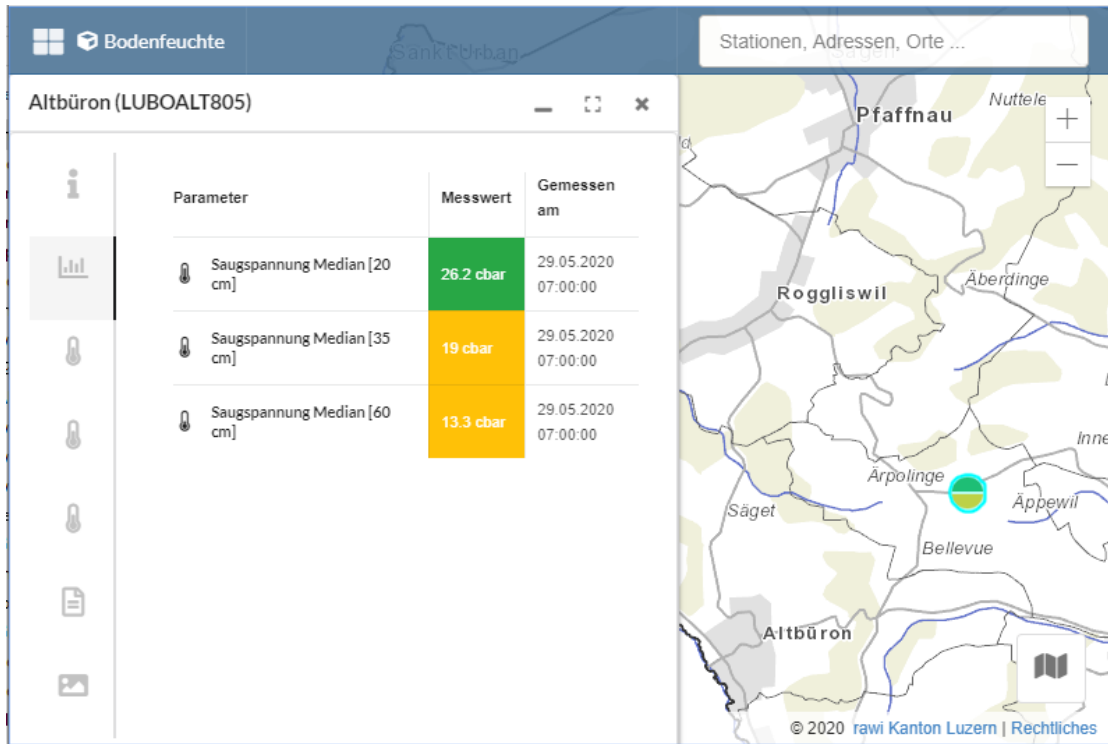 Bodenfeuchte
Sankt Urban
Stationen, Adressen, Orte ...
Altbüron (LUBOALT805)
Parameter
Messwert
Gemessen
am
Saugspannung Median [20
cm]
26.2 cbar
29.05.2020
07:00:00
Saugspannung Median [35
cm]
19 cbar
29.05.2020
07:00:00
Saugspannung Median [60
cm]
13.3 cbar
29.05.2020
07:00:00
Pfaffnau
Nuttele
Roggliswil
Äberdinge
Inne
Ärpolinge
Äppewil
Säget
Bellevue
Altbüron
© 2020 rawi Kanton Luzern | Rechtliches